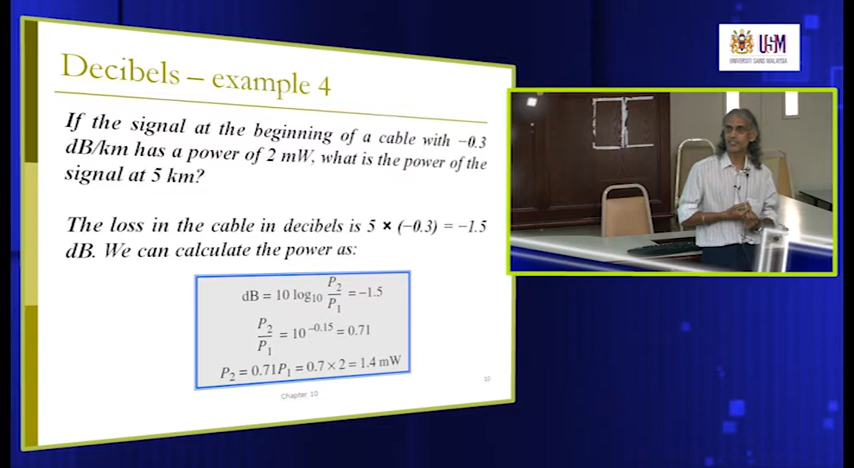 Decibels – example 4
USM
UNIVERSITI SAINS MALAYSIA
If the signal at the beginning of a cable with −0.3
dB/km has a power of 2 mW, what is the power of the
signal at 5 km?
The loss in the cable in decibels is 5 × (−0.3) = −1.5
dB. We can calculate the power as:
dB = 10 log₁₀ P₂/P₁ = −1.5
P₂/P₁ = 10⁻⁰·¹⁵ = 0.71
P₂ = 0.71P₁ = 0.7 × 2 = 1.4 mW
10
Chapter 10